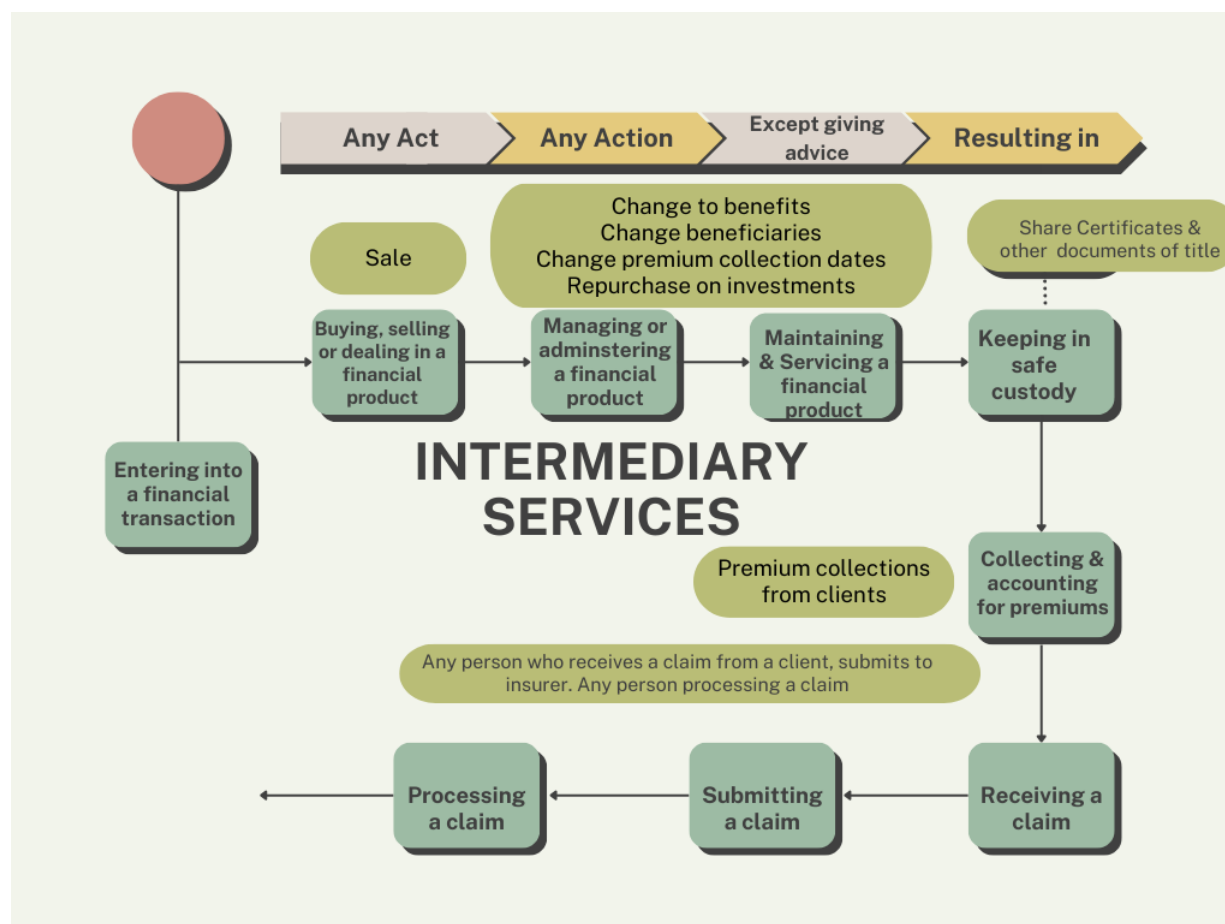 Any Act
Any Action
Except giving
advice
Resulting in
Sale
Change to benefits
Change beneficiaries
Change premium collection dates
Repurchase on investments
Share Certificates &
other documents of title
Buying, selling
or dealing in a
financial
product
Managing or
adminstering
a financial
product
Maintaining
& Servicing a
financial
product
Keeping in
safe
custody
Entering into
a financial
transaction
INTERMEDIARY
SERVICES
Premium collections
from clients
Collecting &
accounting
for premiums
Any person who receives a claim from a client, submits to
insurer. Any person processing a claim
Processing
a claim
Submitting
a claim
Receiving a
claim